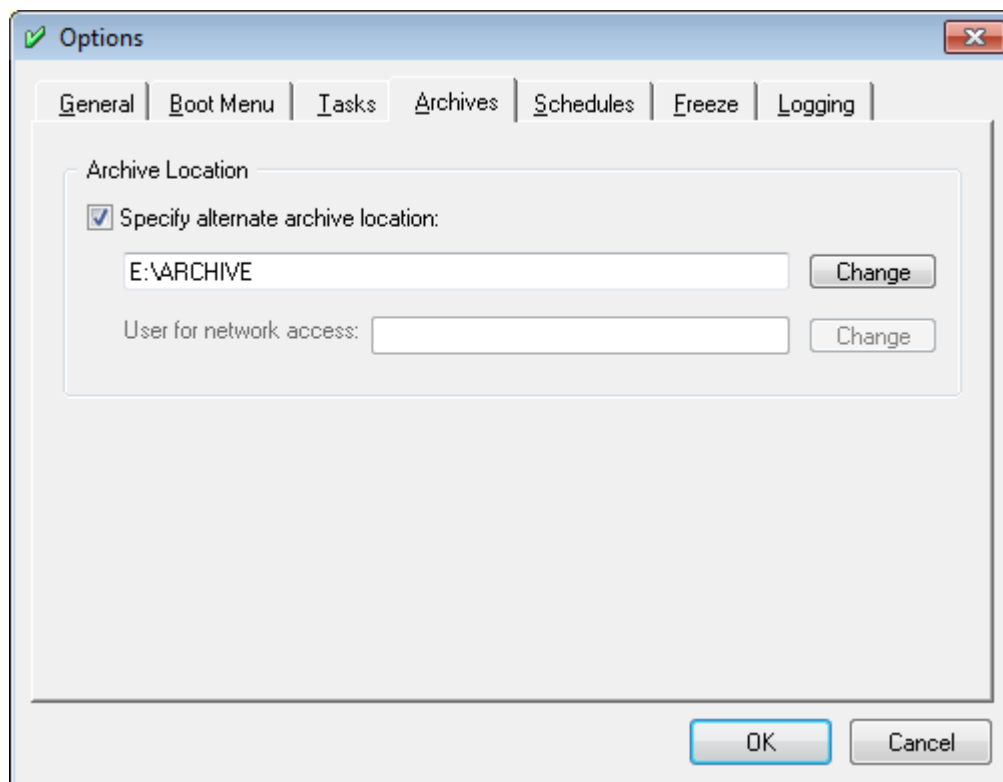 Options
General Boot Menu Tasks Archives Schedules Freeze Logging
Archive Location
Specify alternate archive location:
E:\ARCHIVE Change
User for network access: Change
OK Cancel